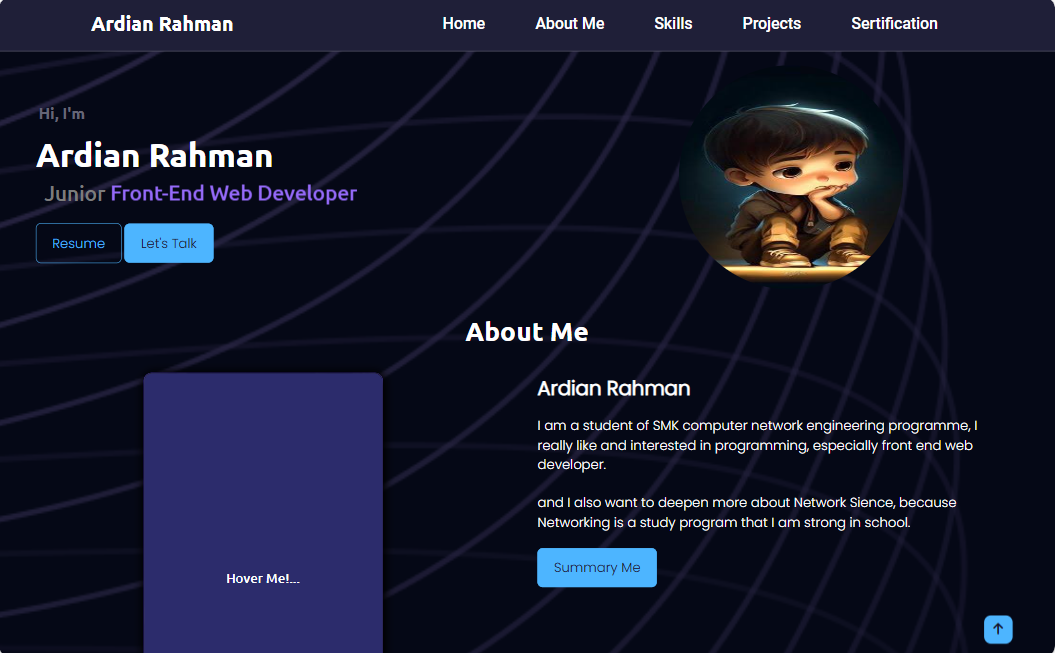 Ardian Rahman Home About Me Skills Projects Sertification
Hi, I'm
Ardian Rahman
Junior Front-End Web Developer
Resume Let's Talk
About Me
Hover Me!...
Ardian Rahman
I am a student of SMK computer network engineering programme, I
really like and interested in programming, especially front end web
developer.
and I also want to deepen more about Network Sience, because
Networking is a study program that I am strong in school.
Summary Me